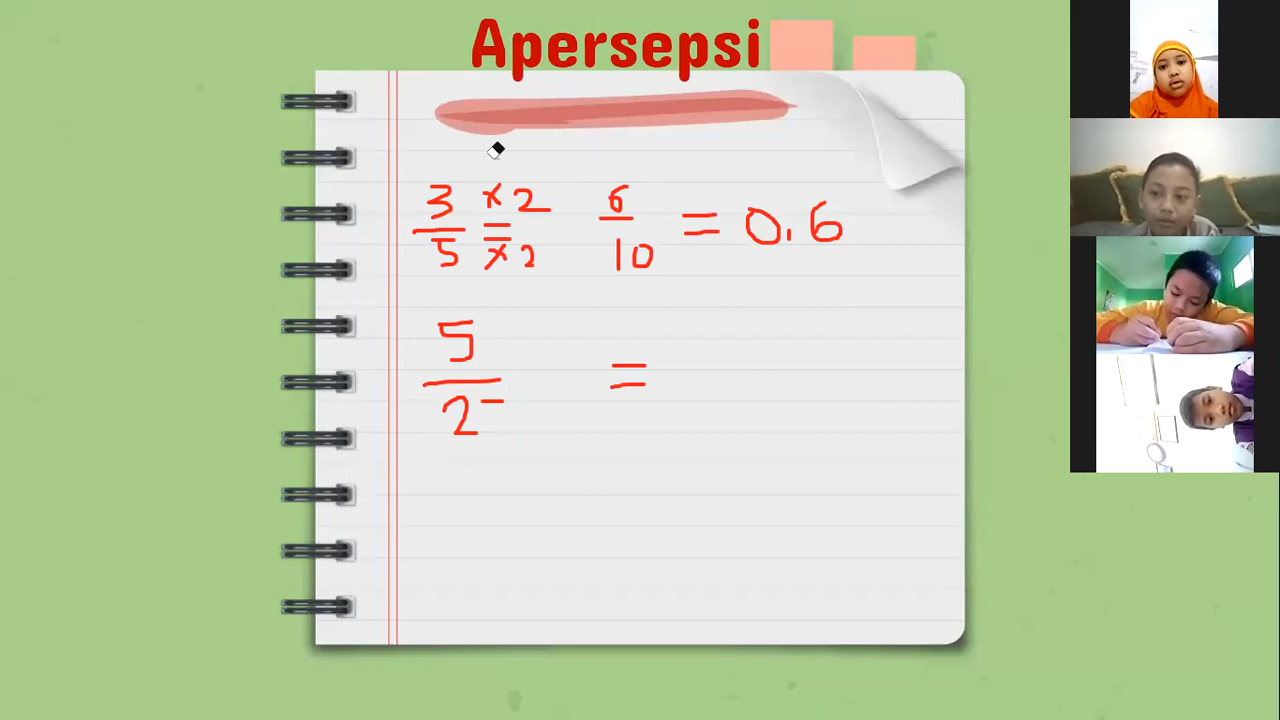 Apersepsi
3/5 ×2/×2 = 6/10 = 0.6
5/2 =